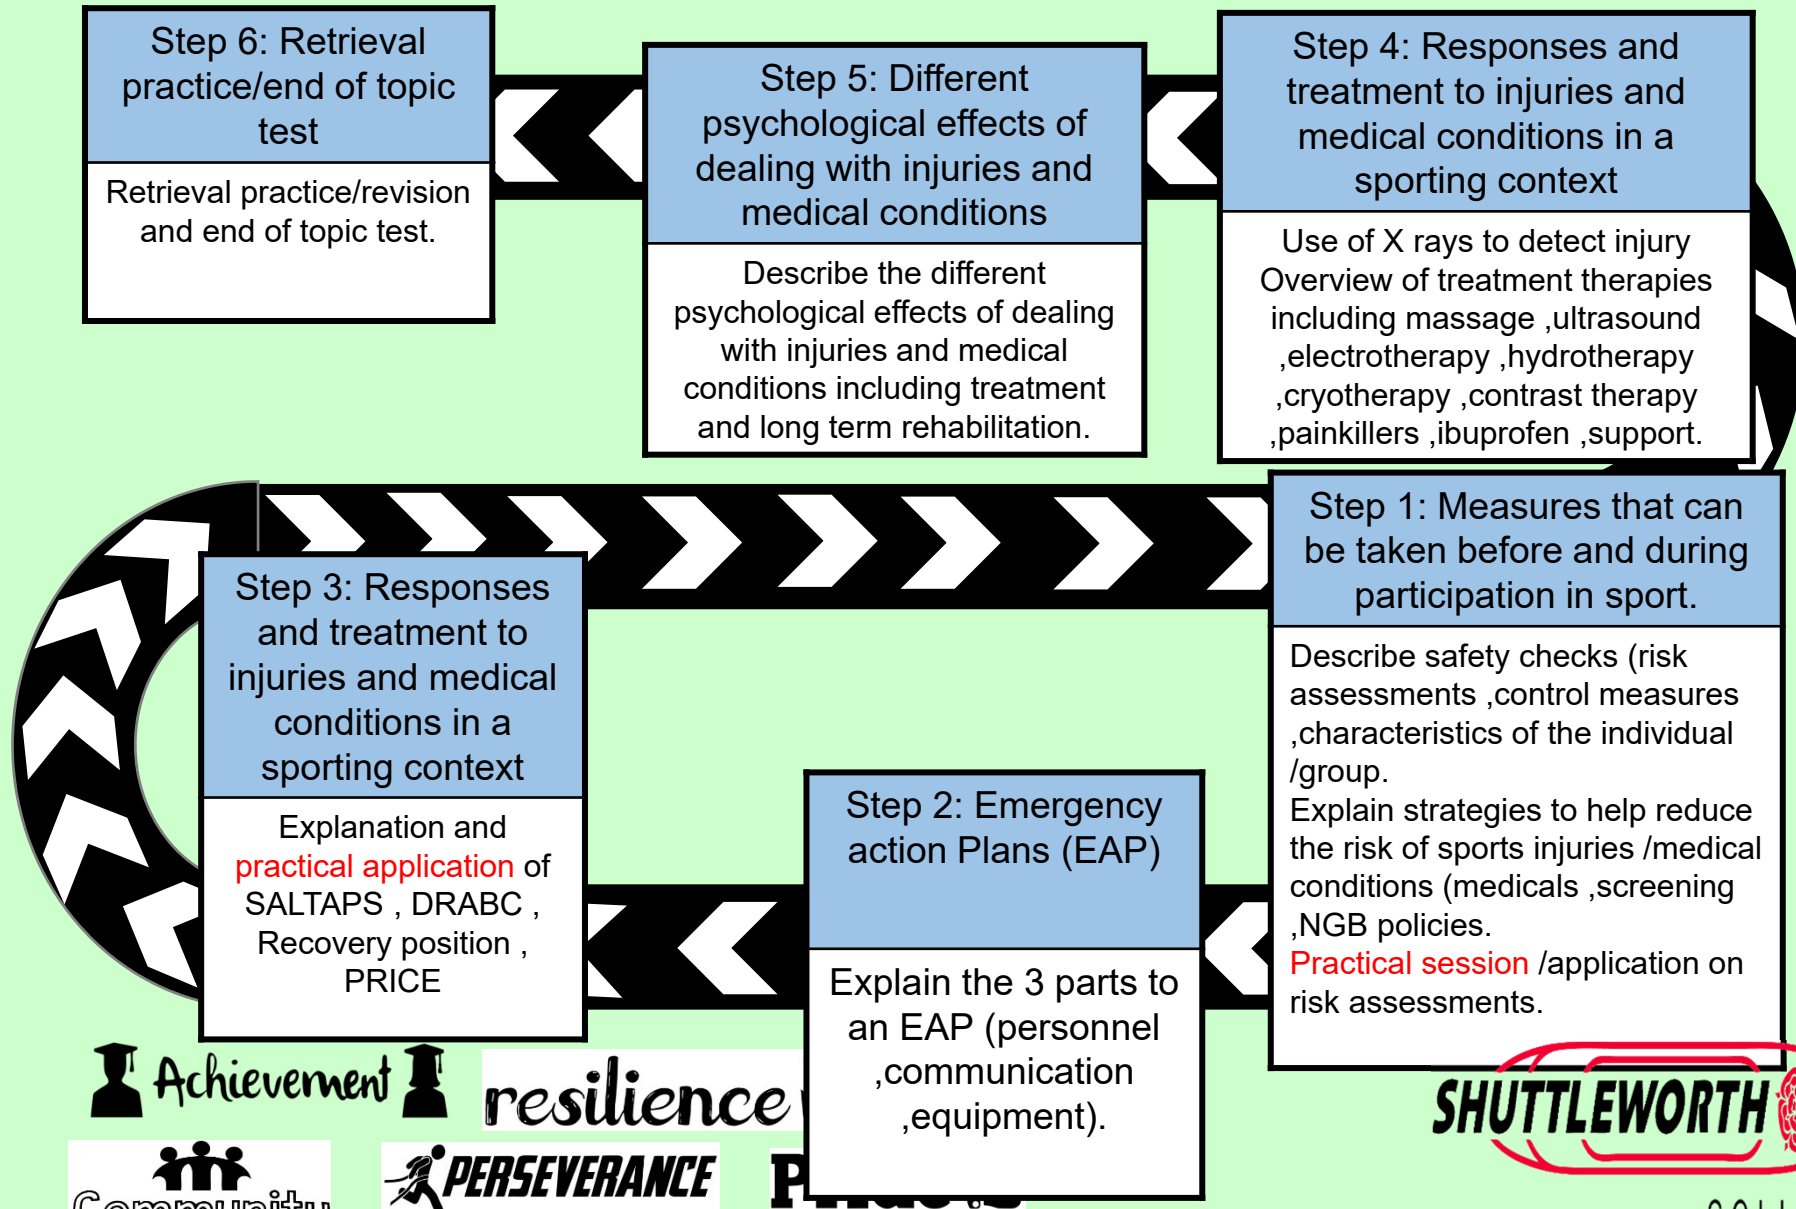 Step 6: Retrieval
practice/end of topic
test
Retrieval practice/revision
and end of topic test.
Step 5: Different
psychological effects of
dealing with injuries and
medical conditions
Describe the different
psychological effects of dealing
with injuries and medical
conditions including treatment
and long term rehabilitation.
Step 4: Responses and
treatment to injuries and
medical conditions in a
sporting context
Use of X rays to detect injury
Overview of treatment therapies
including massage ,ultrasound
,electrotherapy ,hydrotherapy
,cryotherapy ,contrast therapy
,painkillers ,ibuprofen ,support.
Step 3: Responses
and treatment to
injuries and medical
conditions in a
sporting context
Explanation and
practical application of
SALTAPS , DRABC ,
Recovery position ,
PRICE
Step 2: Emergency
action Plans (EAP)
Explain the 3 parts to
an EAP (personnel
,communication
,equipment).
Step 1: Measures that can
be taken before and during
participation in sport.
Describe safety checks (risk
assessments ,control measures
,characteristics of the individual
/group.
Explain strategies to help reduce
the risk of sports injuries /medical
conditions (medicals ,screening
,NGB policies.
Practical session /application on
risk assessments.
Achievement
resilience
Community
PERSEVERANCE
SHUTTLEWORTH